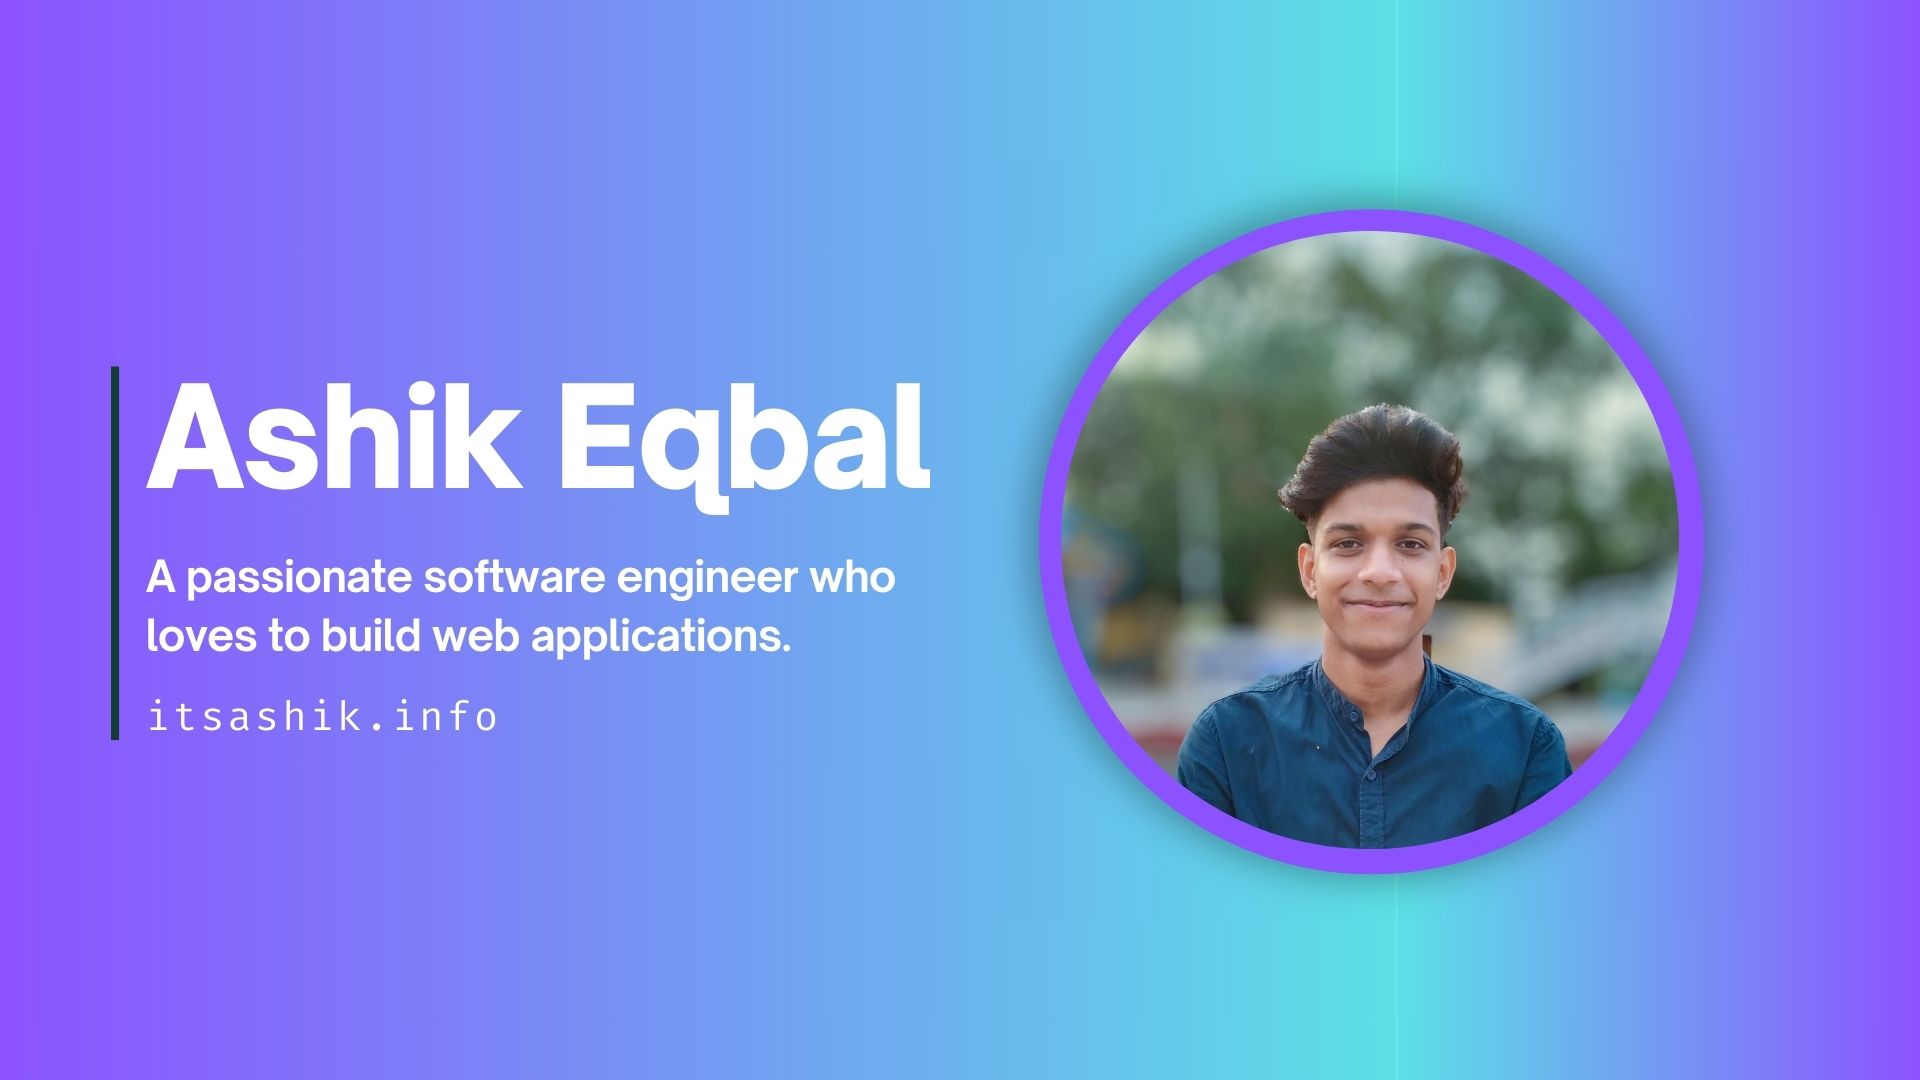 Ashik Eqbal
A passionate software engineer who
loves to build web applications.
itsashik.info